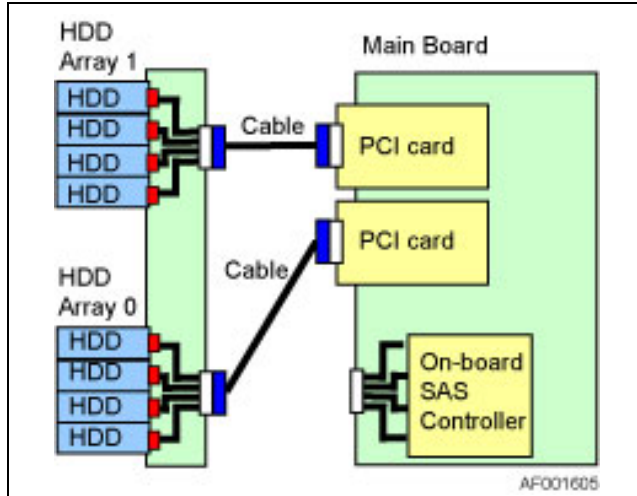 HDD
Array 1
HDD
HDD
HDD
HDD
Cable
Main Board
PCI card
PCI card
Cable
HDD
Array 0
HDD
HDD
HDD
HDD
On-board
SAS
Controller
AF001605